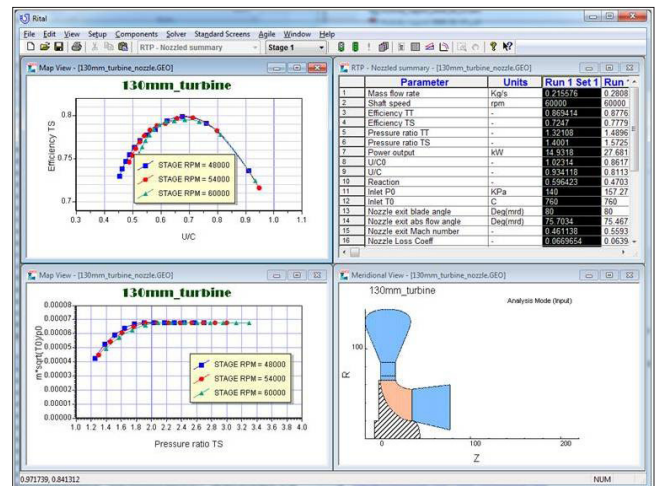 Rital
File Edit View Setup Components Solver Standard Screens Agile Window Help
RTP - Nozzled summary Stage 1
Map View - [130mm_turbine_nozzle.GEO]
130mm_turbine
Efficiency TS
0.8
0.75
0.7
STAGE RPM = 48000
STAGE RPM = 54000
STAGE RPM = 60000
0.3 0.4 0.5 0.6 0.7 0.8 0.9 1.0 1.1 1.2
U/C
RTP - Nozzled summary - [130mm_turbine_nozzle.GEO]
Parameter Units Run 1 Set 1 Run
1 Mass flow rate Kg/s 0.215576 0.2808
2 Shaft speed rpm 60000 60000
3 Efficiency TT - 0.869414 0.8776
4 Efficiency TS - 0.7247 0.7779
5 Pressure ratio TT - 1.32108 1.4896
6 Pressure ratio TS - 1.4001 1.5725
7 Power output kW 14.9318 27.681
8 U/C0 - 1.02314 0.8617
9 U/C - 0.934118 0.8113
10 Reaction - 0.596423 0.4703
11 Inlet P0 KPa 140 157.27
12 Inlet T0 C 760 760
13 Nozzle exit blade angle Deg(mrd) 80 80
14 Nozzle exit abs flow angle Deg(mrd) 75.7034 75.467
15 Nozzle exit Mach number - 0.461138 0.5593
16 Nozzle Loss Coeff - 0.0669654 0.0639
Map View - [130mm_turbine_nozzle.GEO]
130mm_turbine
m*sqrt(T0)/p0
0.00008
0.00007
0.00006
0.00005
0.00004
0.00003
0.00002
0.00001
0.00000
STAGE RPM = 48000
STAGE RPM = 54000
STAGE RPM = 60000
1.0 1.2 1.4 1.6 1.8 2.0 2.2 2.4 2.6 2.8 3.0 3.2 3.4 3.6 3.8 4.0
Pressure ratio TS
Meridional View - [130mm_turbine_nozzle.GEO]
130mm_turbine
Analysis Mode (Input)
R
100
0 100 200
Z
0.971739, 0.841312 NUM